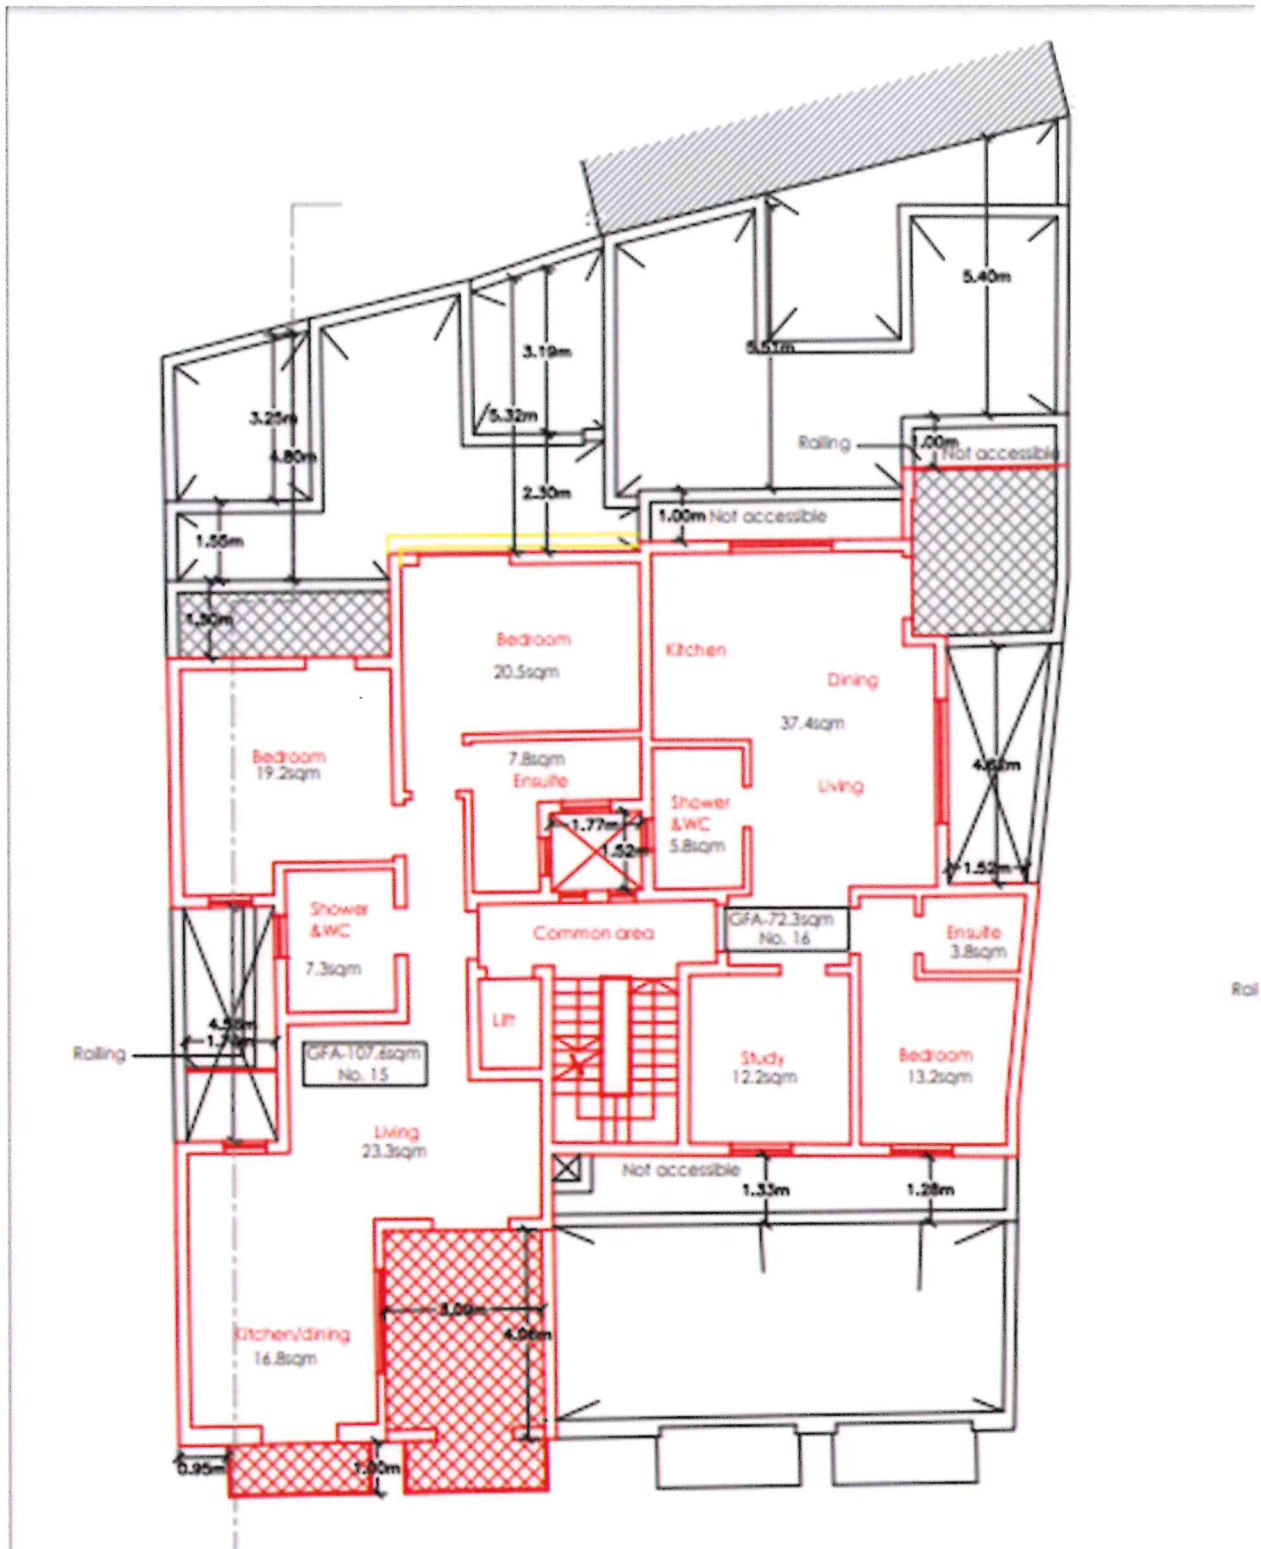 5.40m
3.19m
5.32m
5.51m
3.25m
4.80m
Railing
1.00m
Not accessible
2.30m
1.00m
Not accessible
1.55m
1.50m
Bedroom
20.5sqm
Kitchen
Dining
37.4sqm
Bedroom
19.2sqm
7.8sqm
Ensuite
Living
4.62m
Shower
&WC
5.8sqm
1.77m
1.52m
1.52m
Shower
&WC
7.3sqm
Common area
GFA-72.3sqm
No. 16
Ensuite
3.8sqm
Rail
Lift
Railing
GFA-107.6sqm
No. 15
Study
12.2sqm
Bedroom
13.2sqm
Living
23.3sqm
Not accessible
1.33m
1.28m
3.00m
4.06m
Kitchen/dining
16.8sqm
0.95m
1.00m